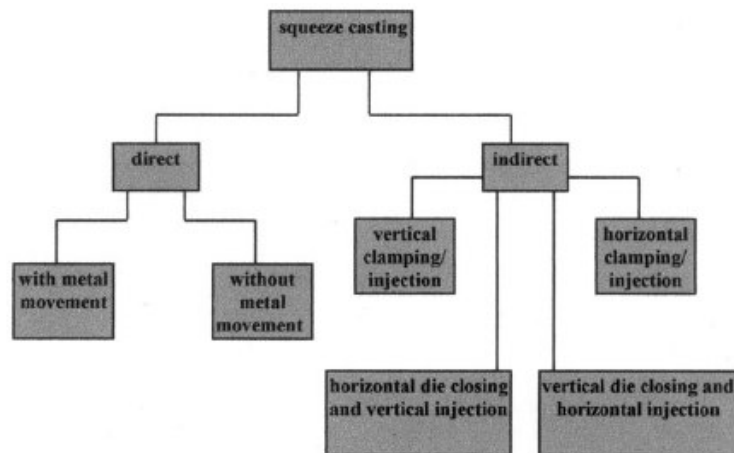 squeeze casting
direct
indirect
with metal
movement
without
metal
movement
vertical
clamping/
injection
horizontal
clamping/
injection
horizontal die closing
and vertical injection
vertical die closing and
horizontal injection